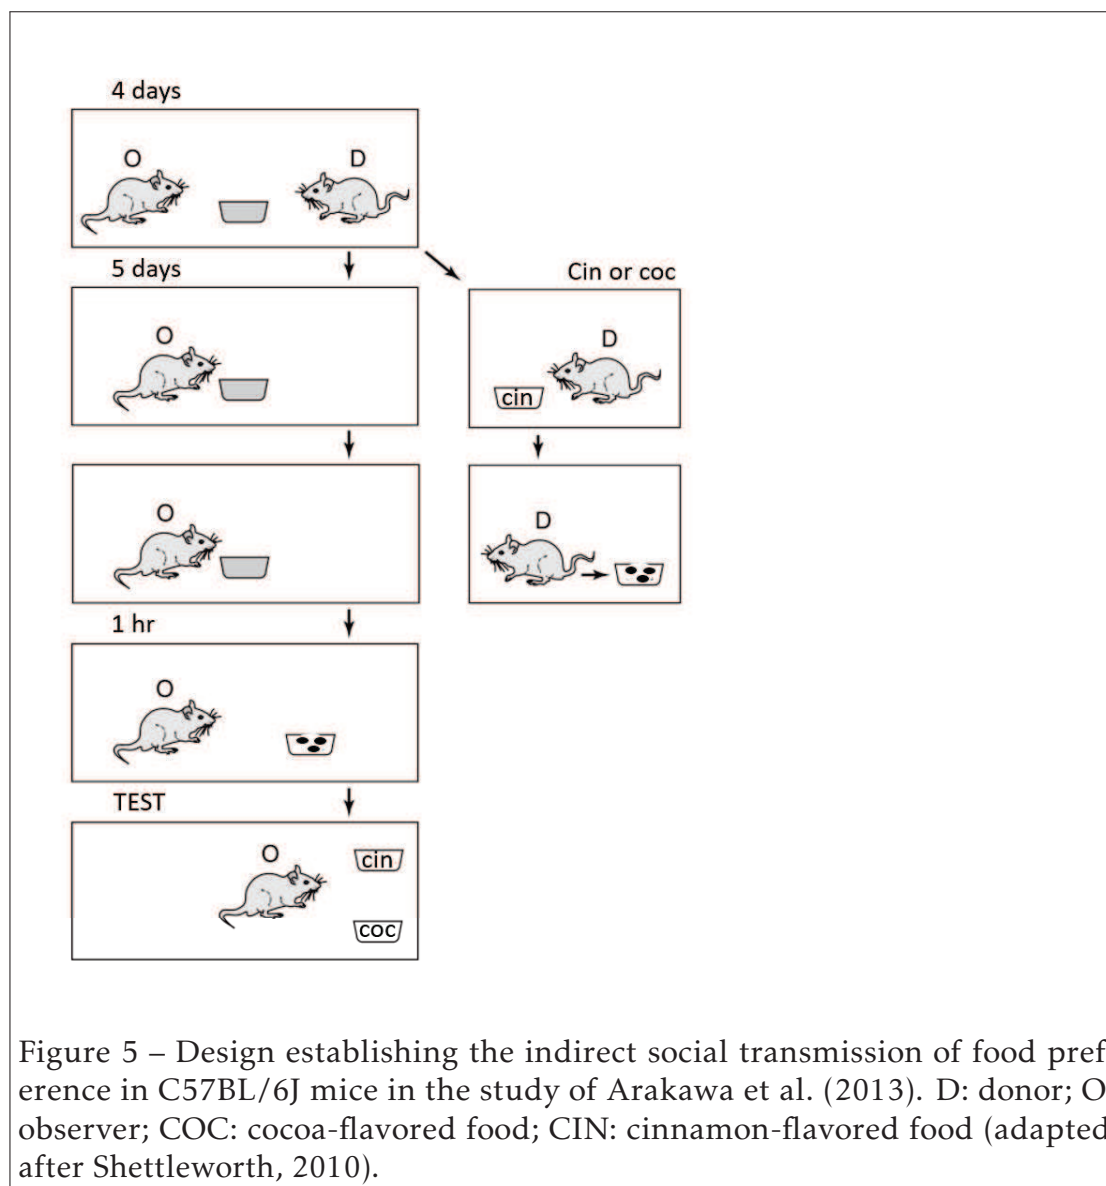 4 days
O
D
5 days
Cin or coc
O
D
cin
O
D
1 hr
O
TEST
O
cin
coc
Figure 5 – Design establishing the indirect social transmission of food pref-
erence in C57BL/6J mice in the study of Arakawa et al. (2013). D: donor; O
observer; COC: cocoa-flavored food; CIN: cinnamon-flavored food (adapted
after Shettleworth, 2010).